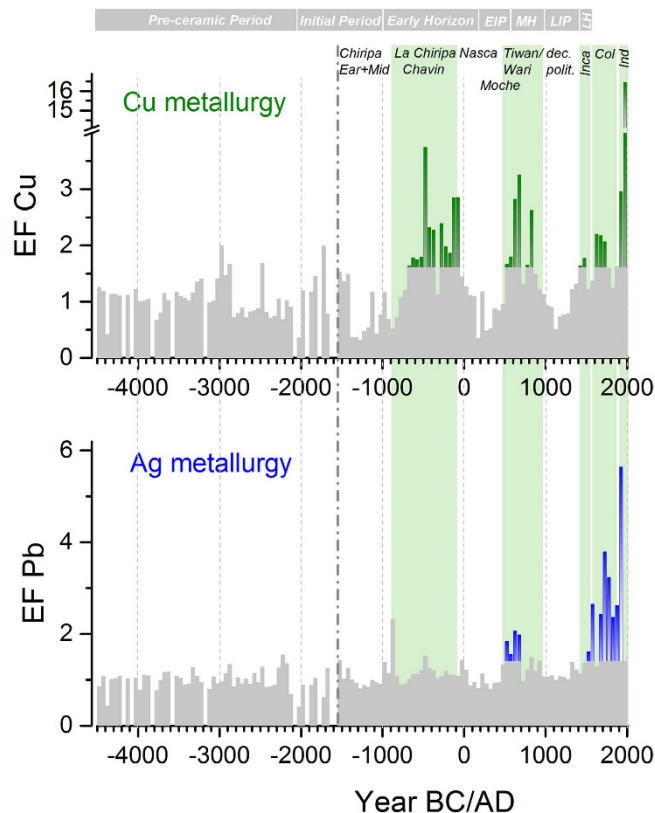 Pre-ceramic Period Initial Period Early Horizon EIP MH LIP LH
Chiripa La Chiripa Nasca Tiwan/ dec. Inca Col Ind
Ear+Mid Chavin Wari polit.
Moche
Cu metallurgy
EF Cu
16
15
3
2
1
0
-4000 -3000 -2000 -1000 0 1000 2000
Ag metallurgy
EF Pb
6
4
2
0
-4000 -3000 -2000 -1000 0 1000 2000
Year BC/AD